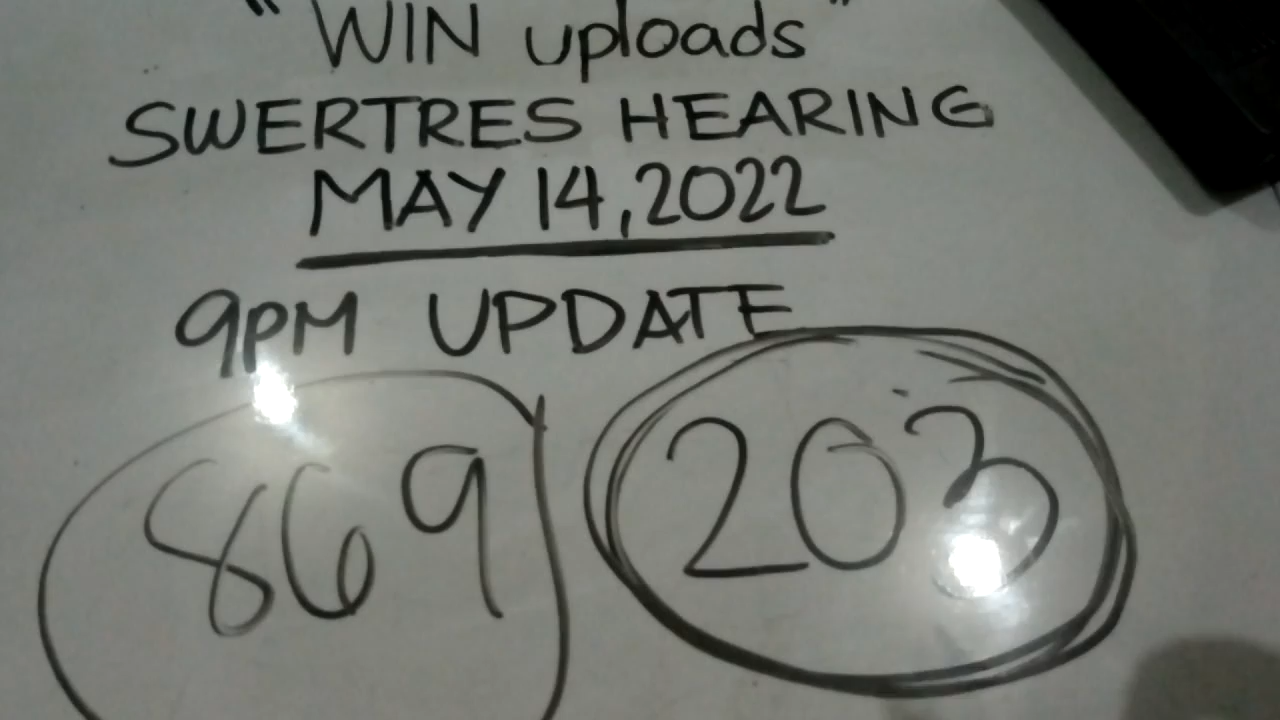 "WIN uploads"
SWERTRES HEARING
MAY 14,2022
9PM UPDATE
869 203